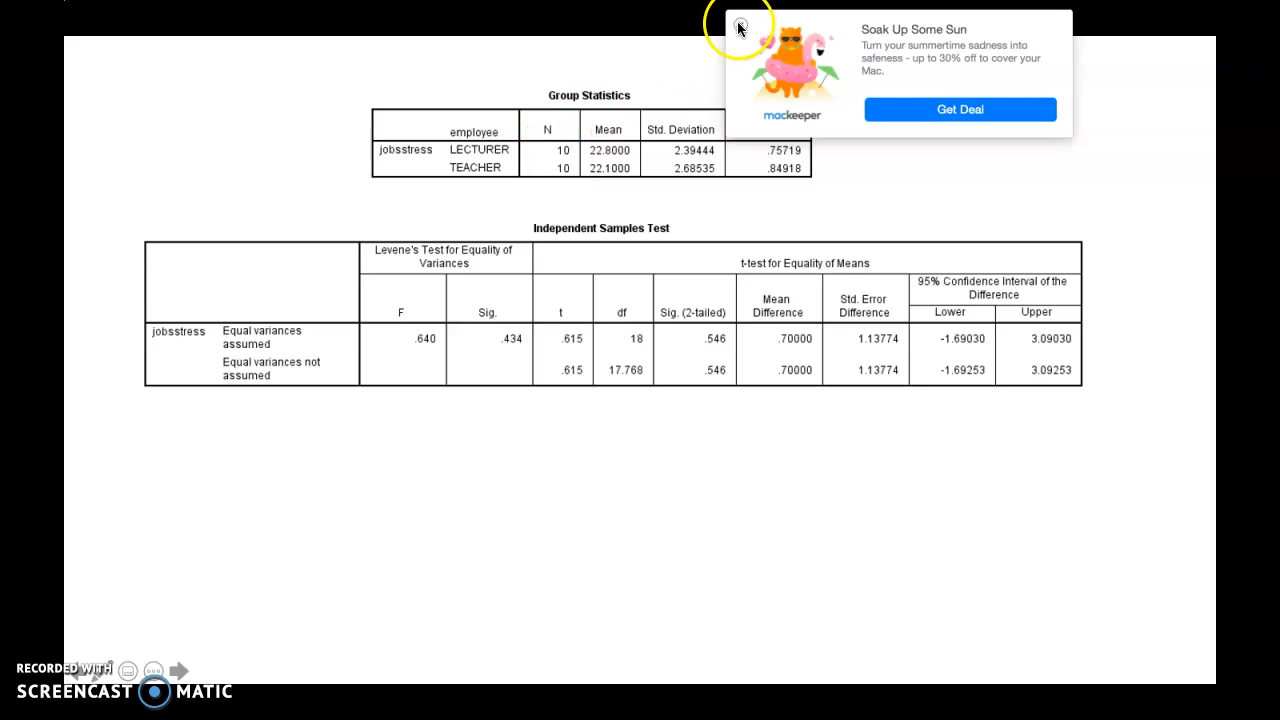 Soak Up Some Sun
Turn your summertime sadness into
safeness - up to 30% off to cover your
Mac.
Get Deal
mackeeper
Group Statistics
employee N Mean Std. Deviation
jobsstress LECTURER 10 22.8000 2.39444 .75719
TEACHER 10 22.1000 2.68535 .84918
Independent Samples Test
Levene's Test for Equality of
Variances
t-test for Equality of Means
95% Confidence Interval of the
Difference
F Sig. t df Sig. (2-tailed) Mean
Difference Std. Error
Difference Lower Upper
jobsstress Equal variances
assumed .640 .434 .615 18 .546 .70000 1.13774 -1.69030 3.09030
Equal variances not
assumed .615 17.768 .546 .70000 1.13774 -1.69253 3.09253
RECORDED WITH
SCREENCAST MATIC